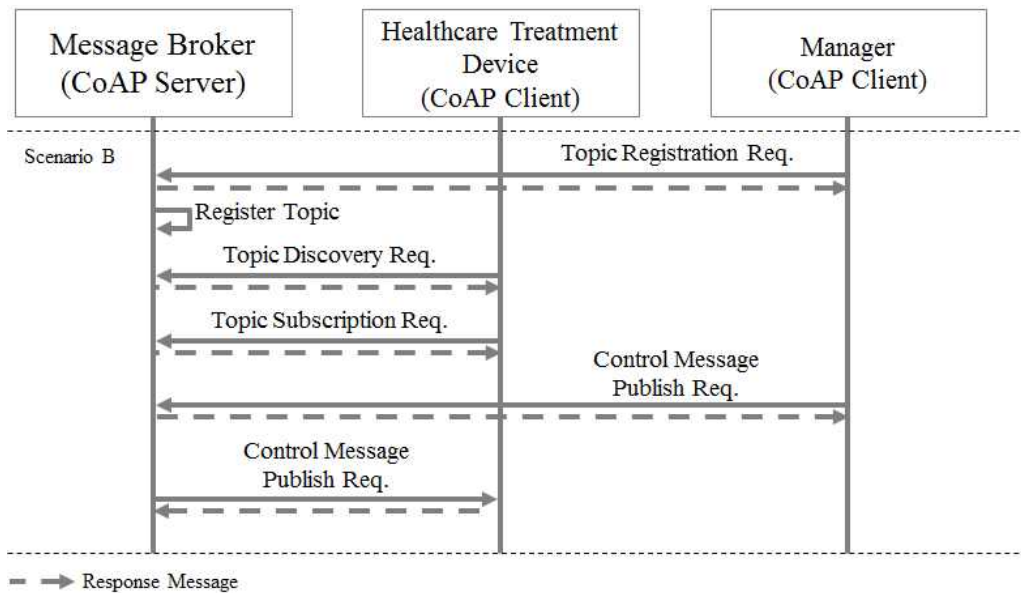 Message Broker
(CoAP Server)
Healthcare Treatment
Device
(CoAP Client)
Manager
(CoAP Client)
Scenario B
Topic Registration Req.
Register Topic
Topic Discovery Req.
Topic Subscription Req.
Control Message
Publish Req.
Control Message
Publish Req.
Response Message